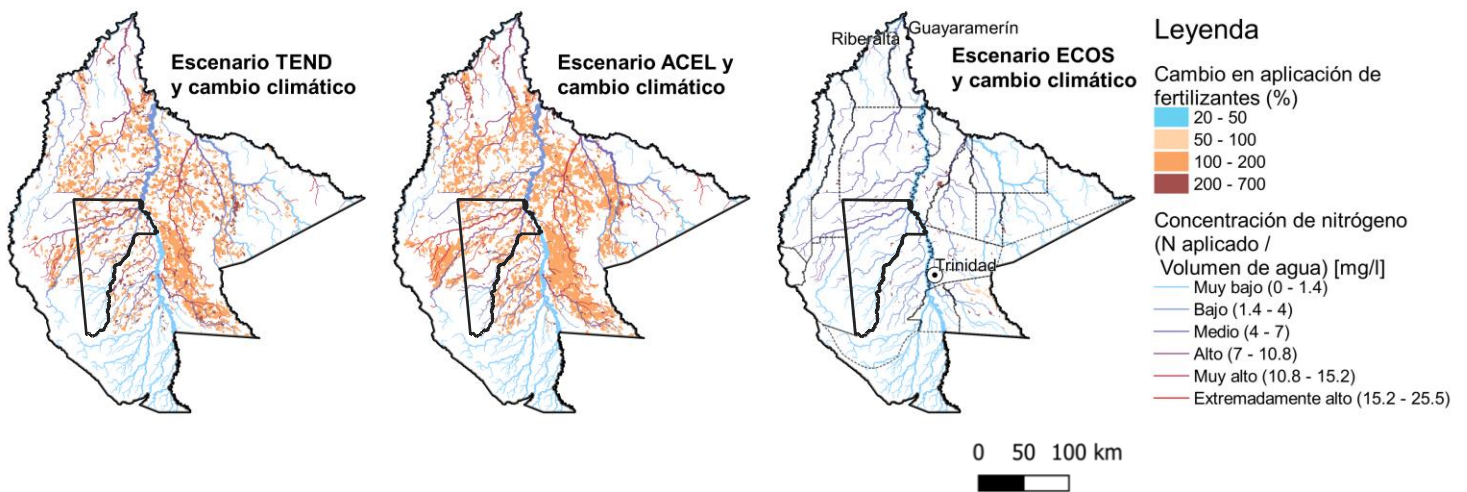 Escenario TEND
y cambio climático
Escenario ACEL y
cambio climático
Guayaramerín
Riberalta
Escenario ECOS
y cambio climático
Trinidad
Leyenda
Cambio en aplicación de
fertilizantes (%)
20 - 50
50 - 100
100 - 200
200 - 700
Concentración de nitrógeno
(N aplicado /
Volumen de agua) [mg/l]
Muy bajo (0 - 1.4)
Bajo (1.4 - 4)
Medio (4 - 7)
Alto (7 - 10.8)
Muy alto (10.8 - 15.2)
Extremadamente alto (15.2 - 25.5)
0 50 100 km